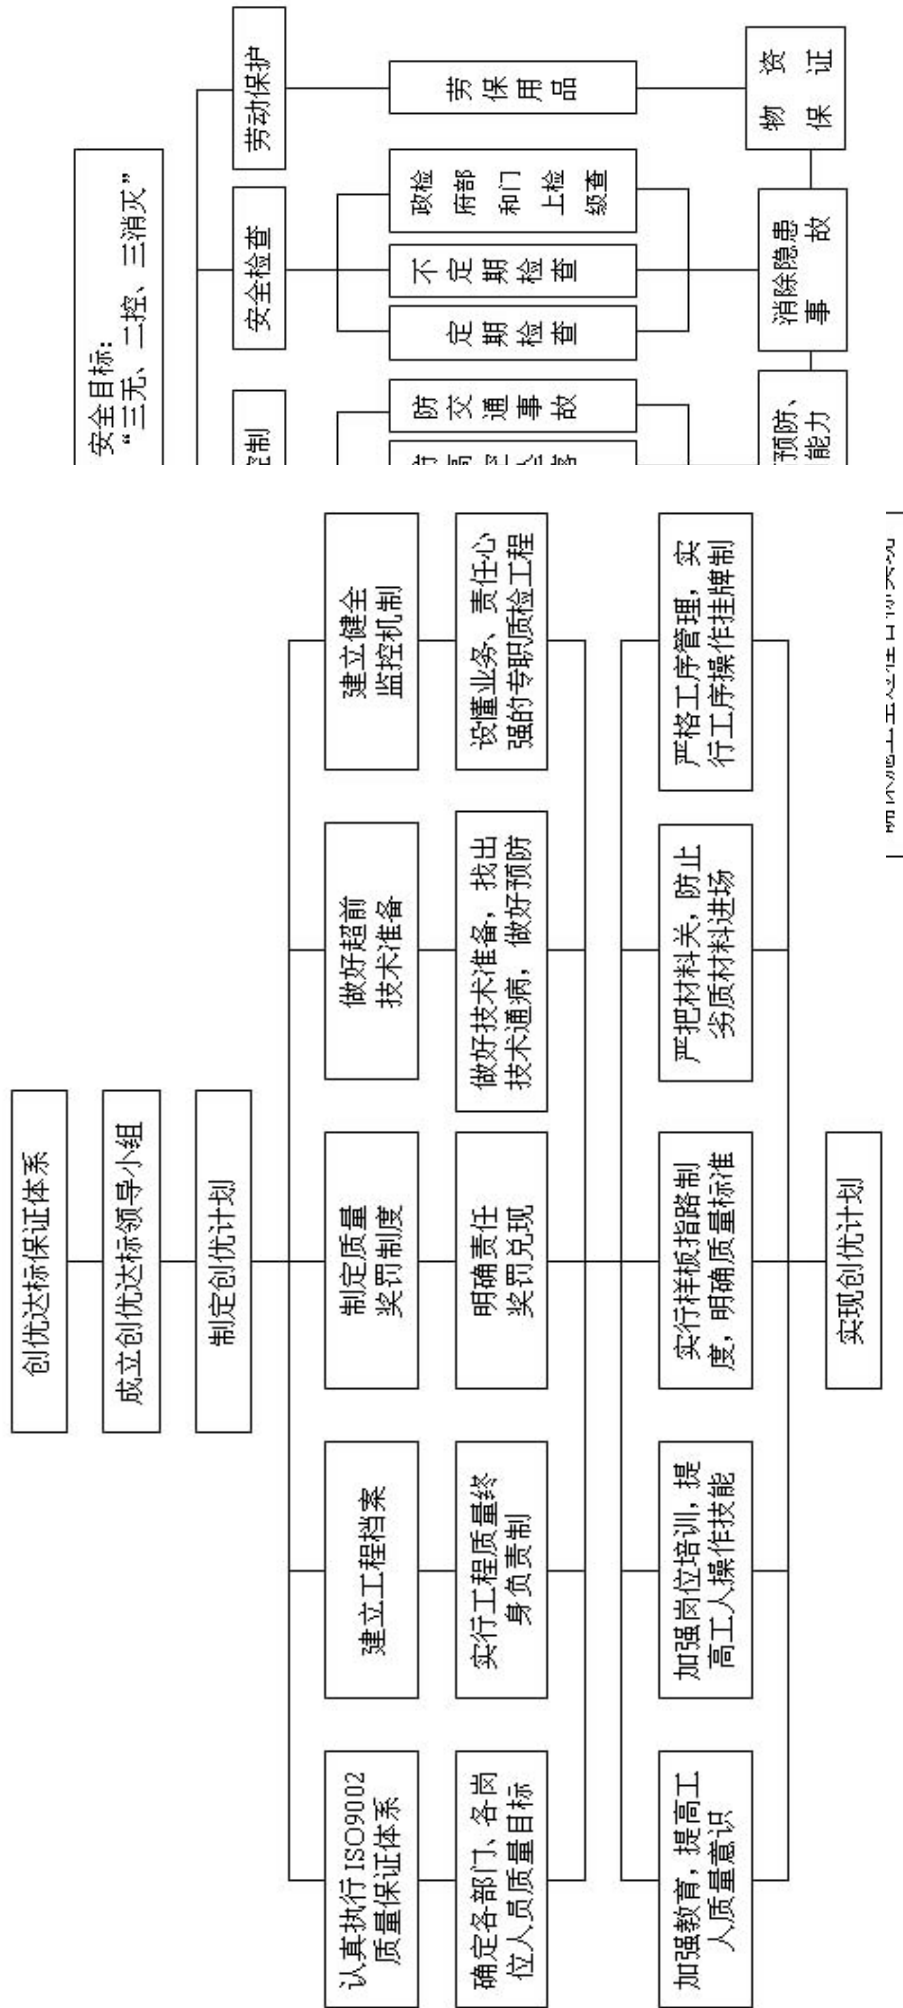 安全目标：
“三无、二控、三消灭”
劳动保护
安全检查
制
劳保用品
政检
府部
和门
上检
级查
不定期检查
定期检查
防交通事故
物资
保证
消除隐患
事故
预防、
能力
创优达标保证体系
成立创优达标领导小组
制定创优计划
认真执行ISO9002
质量保证体系
建立工程档案
制定质量
奖罚制度
做好超前
技术准备
建立健全
监控机制
确定各部门、各岗
位人员质量目标
实行工程质量终
身负责制
明确责任
奖罚兑现
做好技术准备，找出
技术通病，做好预防
设懂业务、责任心
强的专职质检工程
加强教育，提高工
人质量意识
加强岗位培训，提
高工人操作技能
实行样板指路制
度，明确质量标准
严把材料关，防止
劣质材料进场
严格工序管理，实
行工序操作挂牌制
实现创优计划